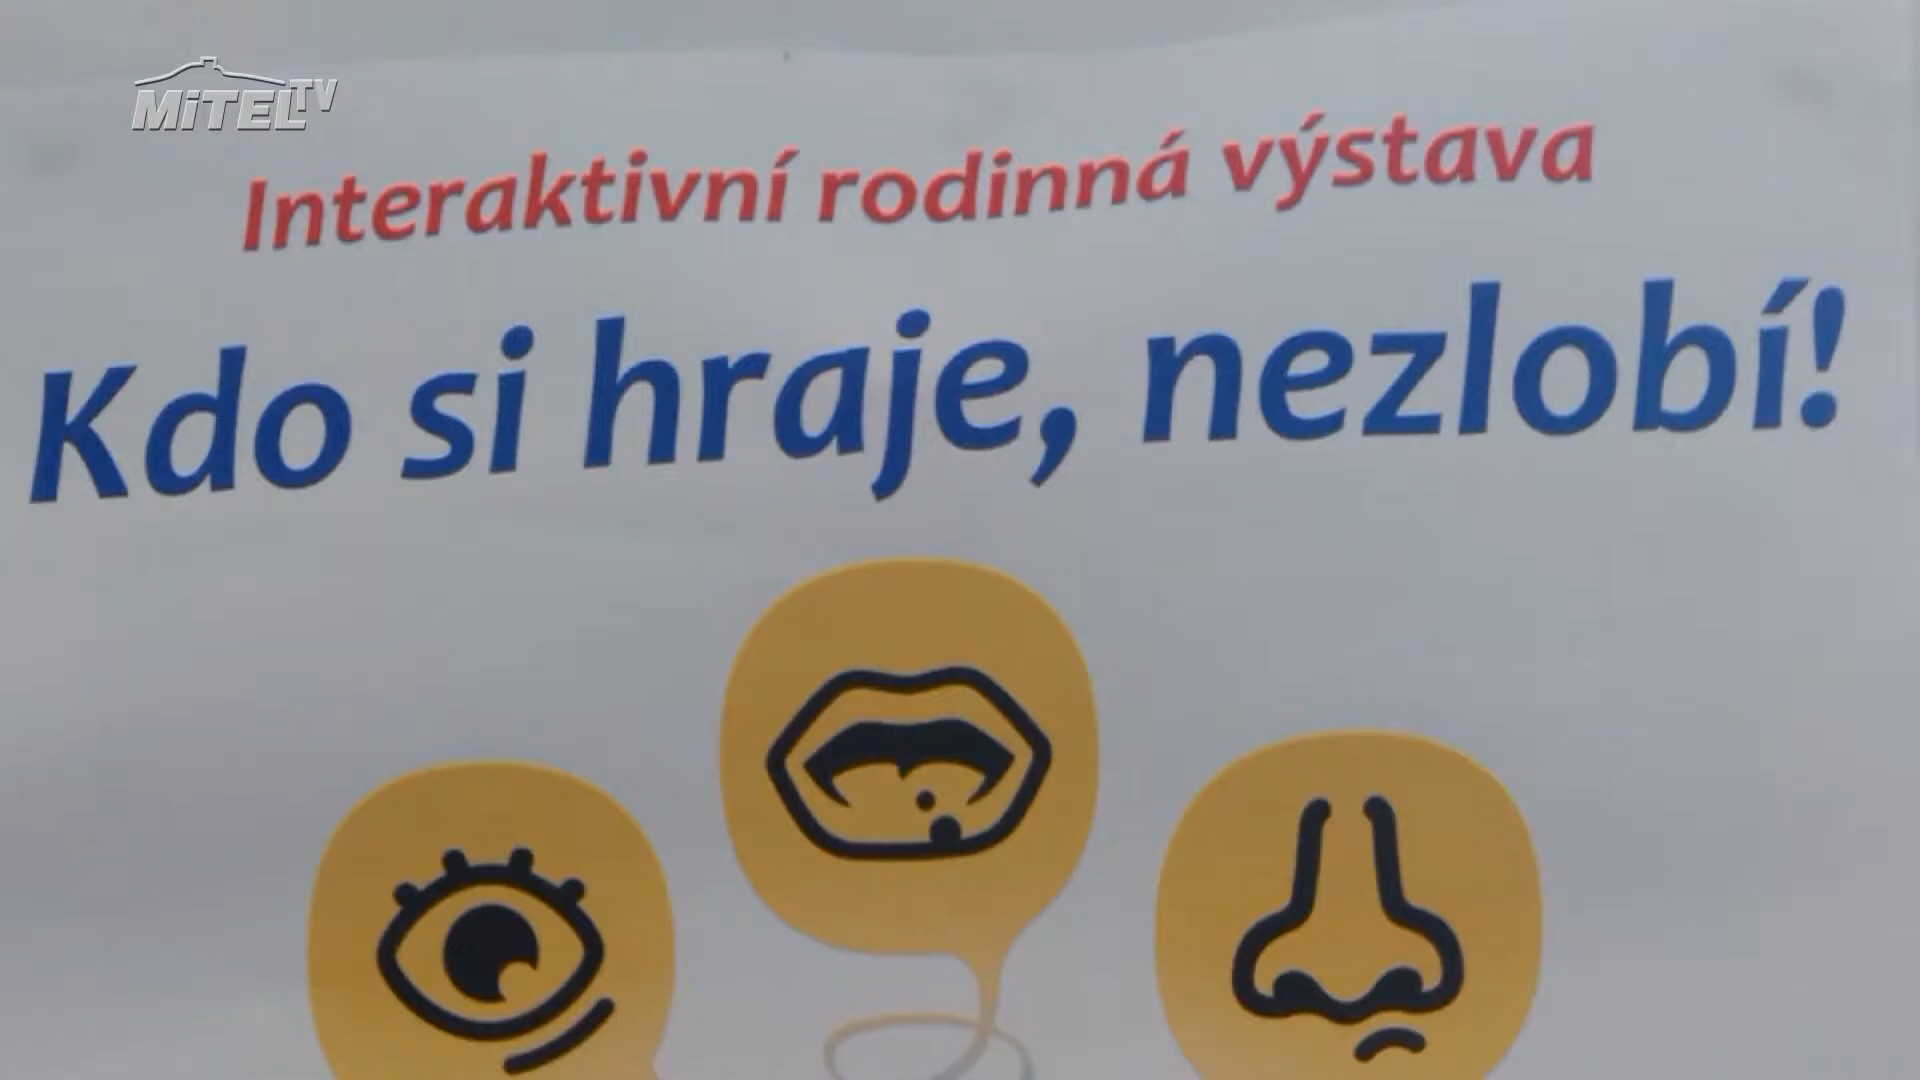 MiTEL TV
Interaktivní rodinná výstava
Kdo si hraje, nezlobí!